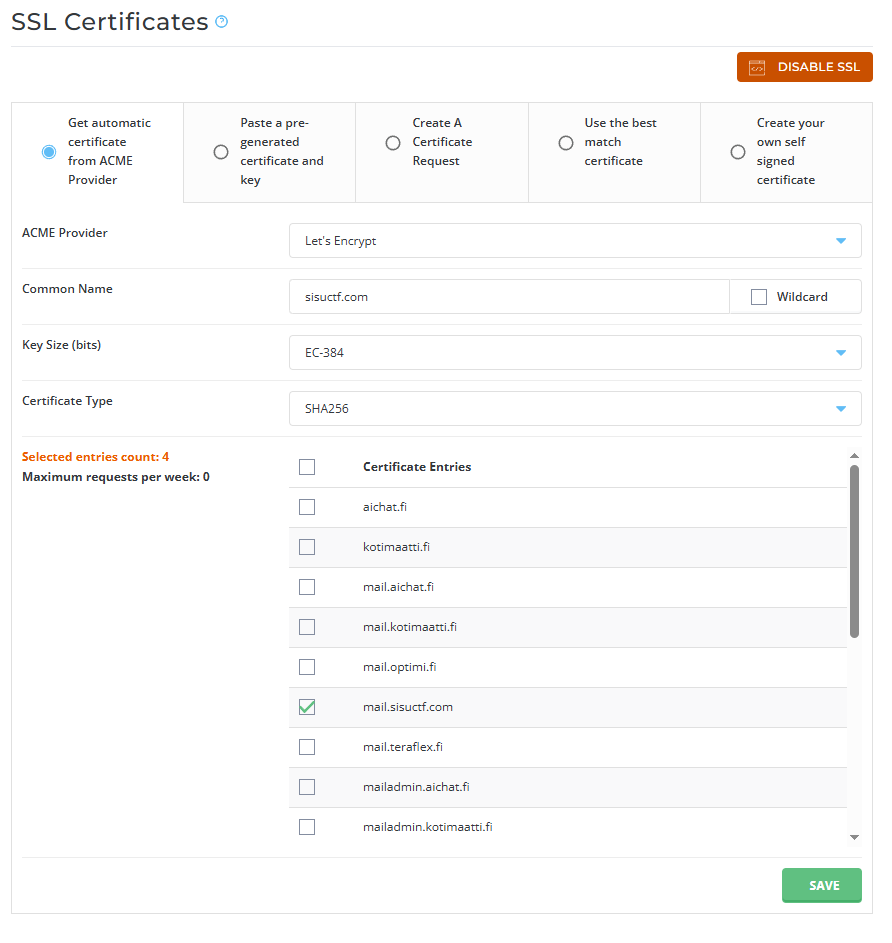 SSL Certificates ?
DISABLE SSL
Get automatic
certificate
from ACME
Provider
Paste a pre-
generated
certificate and
key
Create A
Certificate
Request
Use the best
match
certificate
Create your
own self
signed
certificate
ACME Provider
Let's Encrypt
Common Name
sisuctf.com
Wildcard
Key Size (bits)
EC-384
Certificate Type
SHA256
Selected entries count: 4
Maximum requests per week: 0
Certificate Entries
aichat.fi
kotimaatti.fi
mail.aichat.fi
mail.kotimaatti.fi
mail.optimi.fi
mail.sisuctf.com
mail.teraflex.fi
mailadmin.aichat.fi
mailadmin.kotimaatti.fi
SAVE